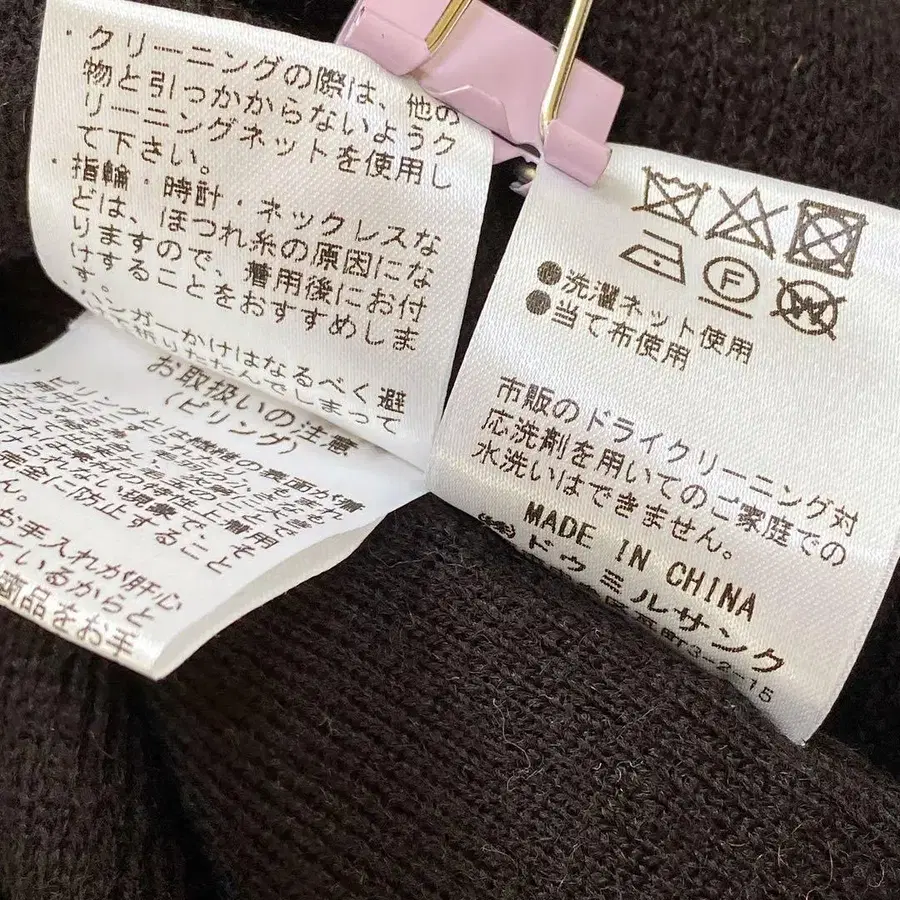 ・クリーニングの際は、他の
物と引っかからないようク
リーニングネットを使用し
て下さい。
・指輪・時計・ネックレスな
どは、ほつれ糸の原因にな
りますので、着用後にお付
けすることをおすすめしま
す。
ハンガーかけはなるべく避
お取扱いの注意
(ピリング)
完全に防止すること
ん。
お手入れが肝心
ているからと
商品をお手
F
W
洗濯ネット使用
●当て布使用
市販のドライクリーニング対
応洗剤を用いてのご家庭での
水洗いはできません。
MADE IN CHINA
㈱ドゥミルサンク
3-2-15